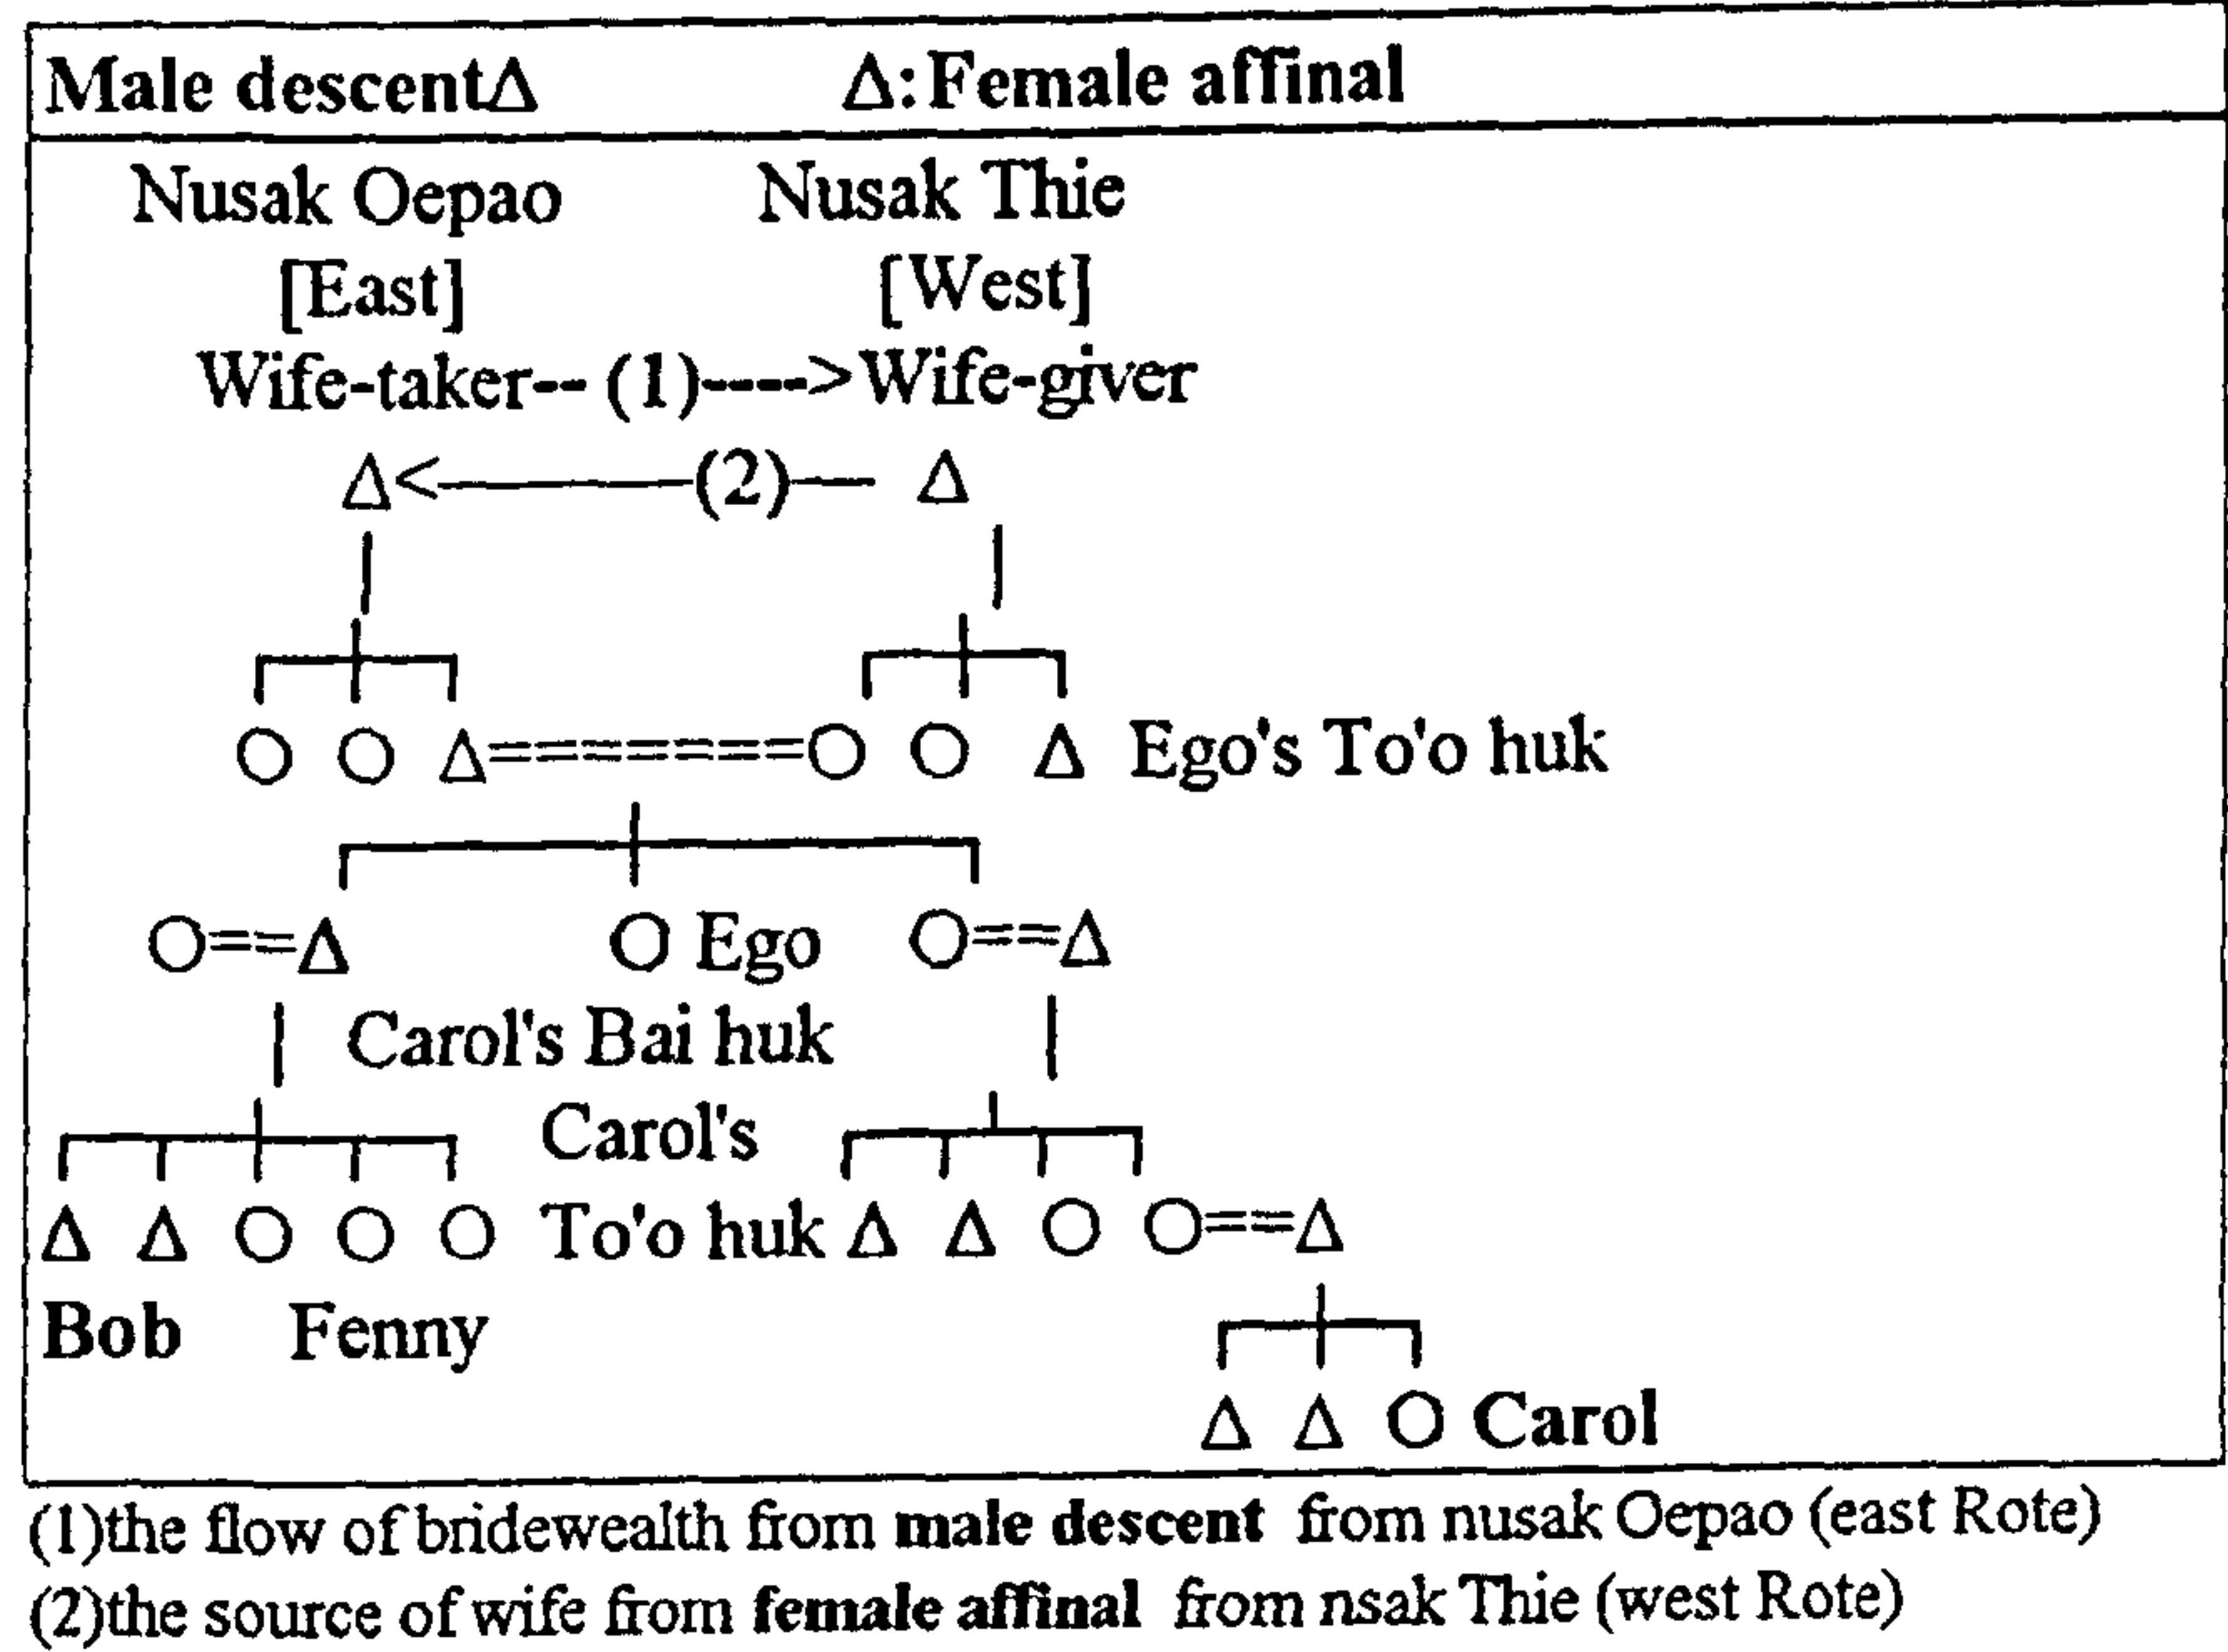 Male descentΔ Δ:Female affinal
Nusak Oepao Nusak Thie
[East] [West]
Wife-taker-- (1)---->Wife-giver
Δ<———(2)— Δ
Ego's To'o huk
Ego
Carol's Bai huk
Carol's
To'o huk
Bob Fenny
Carol
(1)the flow of bridewealth from male descent from nusak Oepao (east Rote)
(2)the source of wife from female affinal from nsak Thie (west Rote)